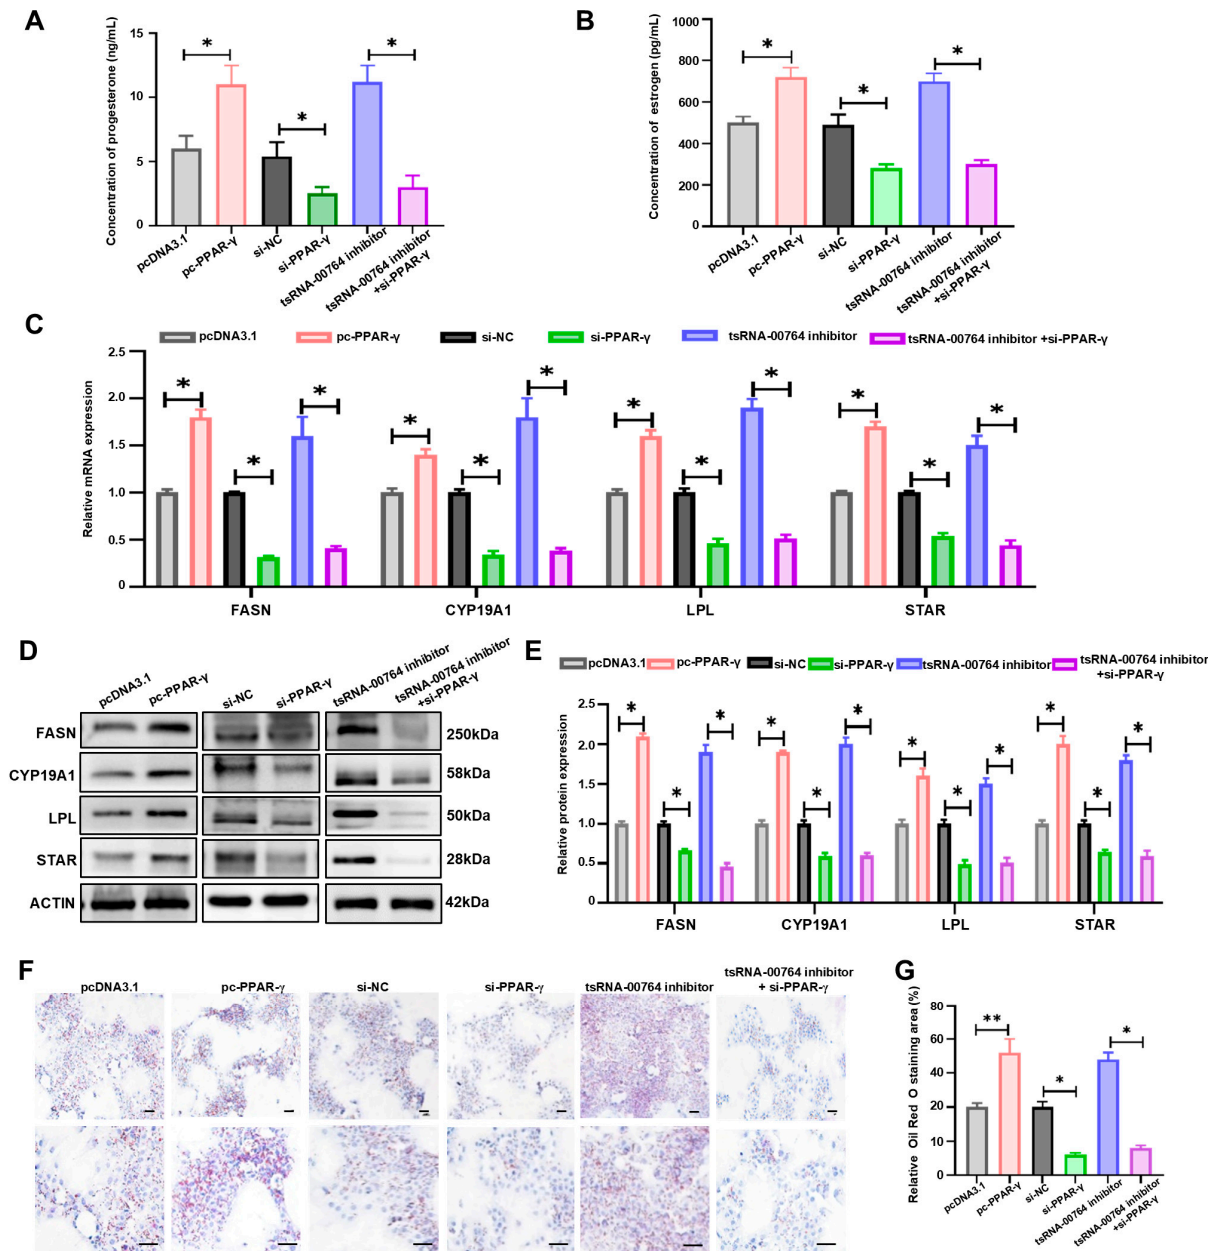 A
Concentration of progesterone (ng/mL)
15
10
5
0
*
*
*
pcDNA3.1
pc-PPAR-γ
si-NC
si-PPAR-γ
tsRNA-00764 inhibitor
tsRNA-00764 inhibitor
+si-PPAR-γ
B
Concentration of estrogen (pg/mL)
1000
800
600
400
200
0
*
*
*
pcDNA3.1
pc-PPAR-γ
si-NC
si-PPAR-γ
tsRNA-00764 inhibitor
tsRNA-00764 inhibitor
+si-PPAR-γ
C
pcDNA3.1 pc-PPAR-γ si-NC si-PPAR-γ tsRNA-00764 inhibitor tsRNA-00764 inhibitor +si-PPAR-γ
Relative mRNA expression
2.5
2.0
1.5
1.0
0.5
0
* * * * * * * * * * * *
FASN CYP19A1 LPL STAR
D
pcDNA3.1
pc-PPAR-γ
si-NC
si-PPAR-γ
tsRNA-00764 inhibitor
tsRNA-00764 inhibitor
+si-PPAR-γ
FASN 250kDa
CYP19A1 58kDa
LPL 50kDa
STAR 28kDa
ACTIN 42kDa
E
pcDNA3.1 pc-PPAR-γ si-NC si-PPAR-γ tsRNA-00764 inhibitor tsRNA-00764 inhibitor
+si-PPAR-γ
Relative protein expression
2.5
2.0
1.5
1.0
0.5
0
* * * * * * * * * * * *
FASN CYP19A1 LPL STAR
F
pcDNA3.1 pc-PPAR-γ si-NC si-PPAR-γ tsRNA-00764 inhibitor tsRNA-00764 inhibitor
+ si-PPAR-γ
G
Relative Oil Red O staining area(%)
80
60
40
20
10
0
**
*
*
pcDNA3.1
pc-PPAR-γ
si-NC
si-PPAR-γ
tsRNA-00764 inhibitor
+si-PPAR-γ
tsRNA-00764 inhibitor
+si-PPAR-γ